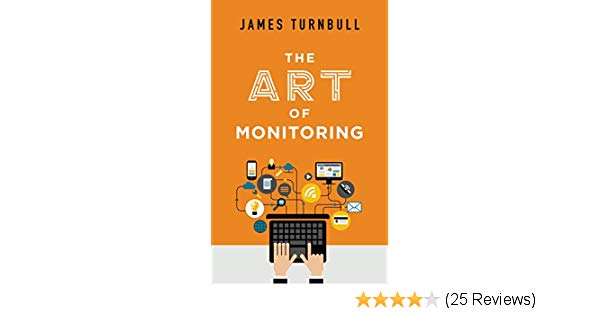 JAMES TURNBULL
THE
ART
OF
MONITORING
(25 Reviews)